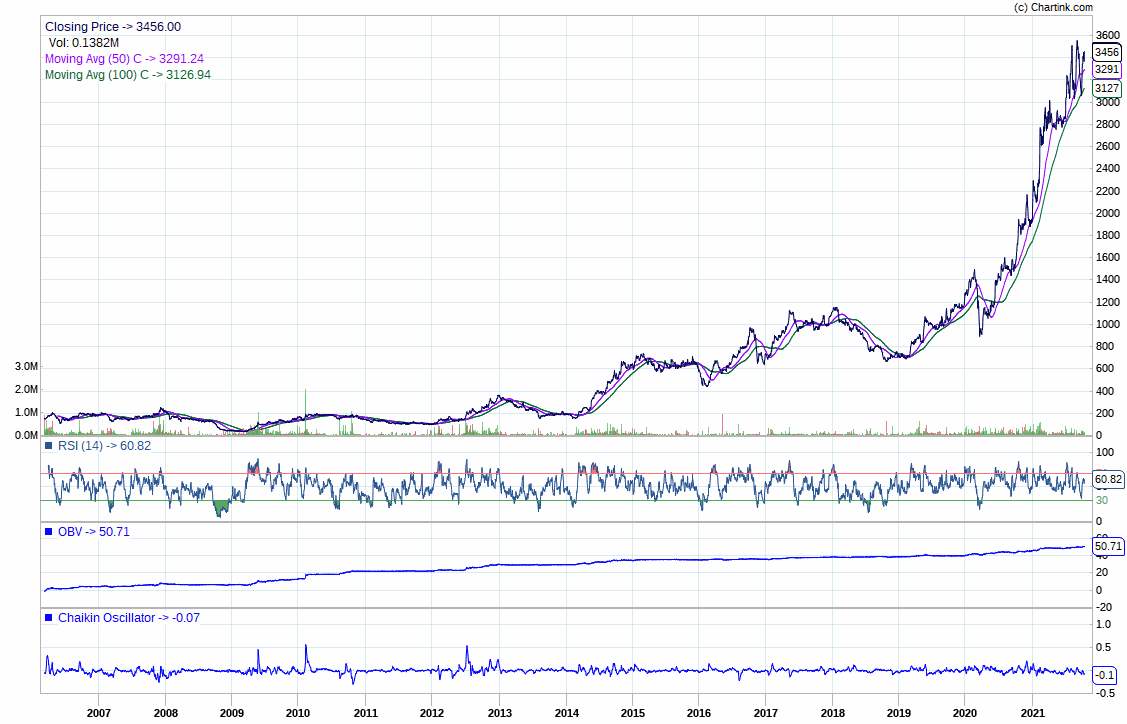 (c) Chartink.com
Closing Price -> 3456.00
Vol: 0.1382M
Moving Avg (50) C -> 3291.24
Moving Avg (100) C -> 3126.94
3600
3456
3291
3127
3000
2800
2600
2400
2200
2000
1800
1600
1400
1200
1000
800
600
400
200
0
3.0M
2.0M
1.0M
0.0M
RSI (14) -> 60.82
100
60.82
30
0
OBV -> 50.71
50.71
20
0
-20
Chaikin Oscillator -> -0.07
1.0
0.5
-0.1
-0.5
2007 2008 2009 2010 2011 2012 2013 2014 2015 2016 2017 2018 2019 2020 2021